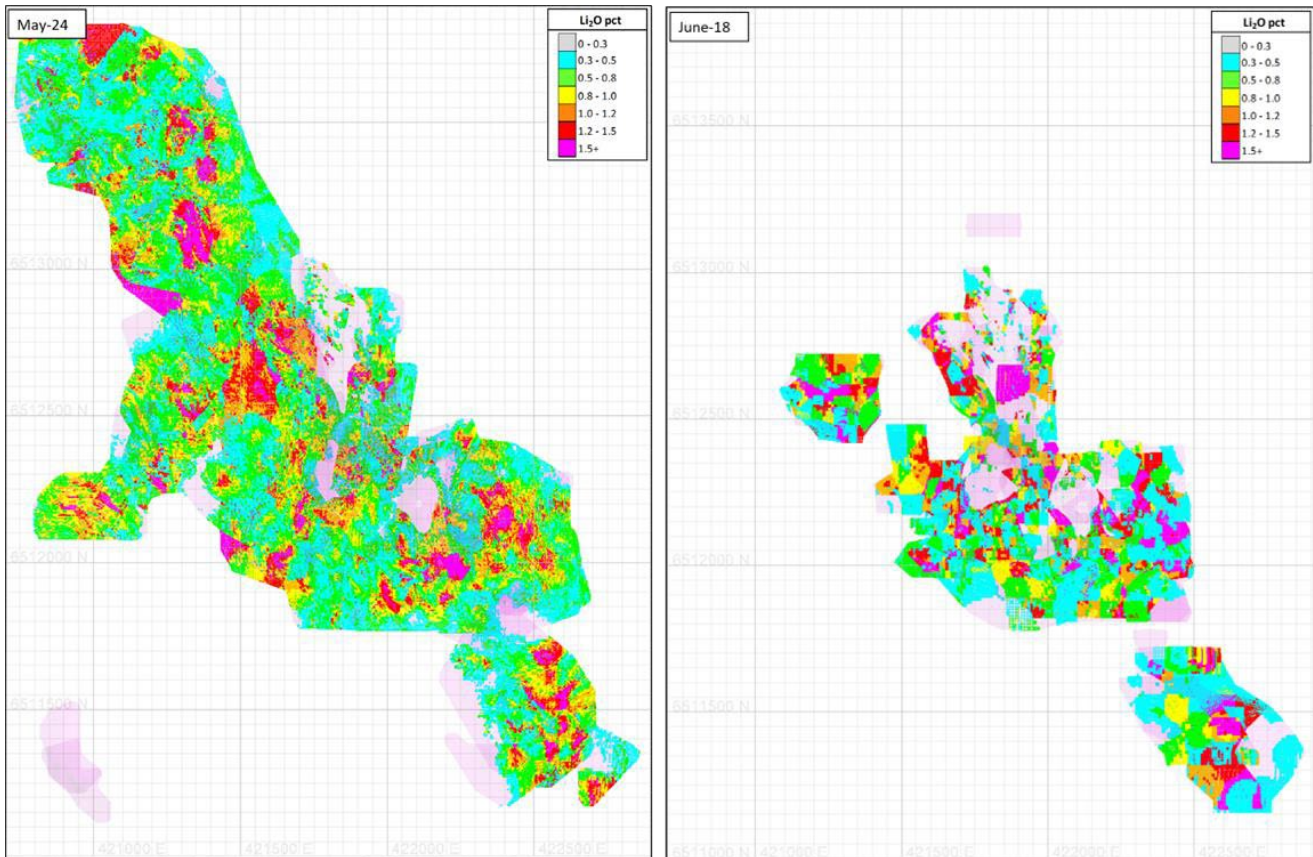 May-24
Li₂O pct
0 - 0.3
0.3 - 0.5
0.5 - 0.8
0.8 - 1.0
1.0 - 1.2
1.2 - 1.5
1.5+
6513000 N
6512500 N
6512000 N
6511500 N
421000 E
421500 E
422000 E
422500 E
June-18
Li₂O pct
0 - 0.3
0.3 - 0.5
0.5 - 0.8
0.8 - 1.0
1.0 - 1.2
1.2 - 1.5
1.5+
6513500 N
6513000 N
6512500 N
6511500 N
6511000 N
421000 E
421500 E
422000 E
422500 E